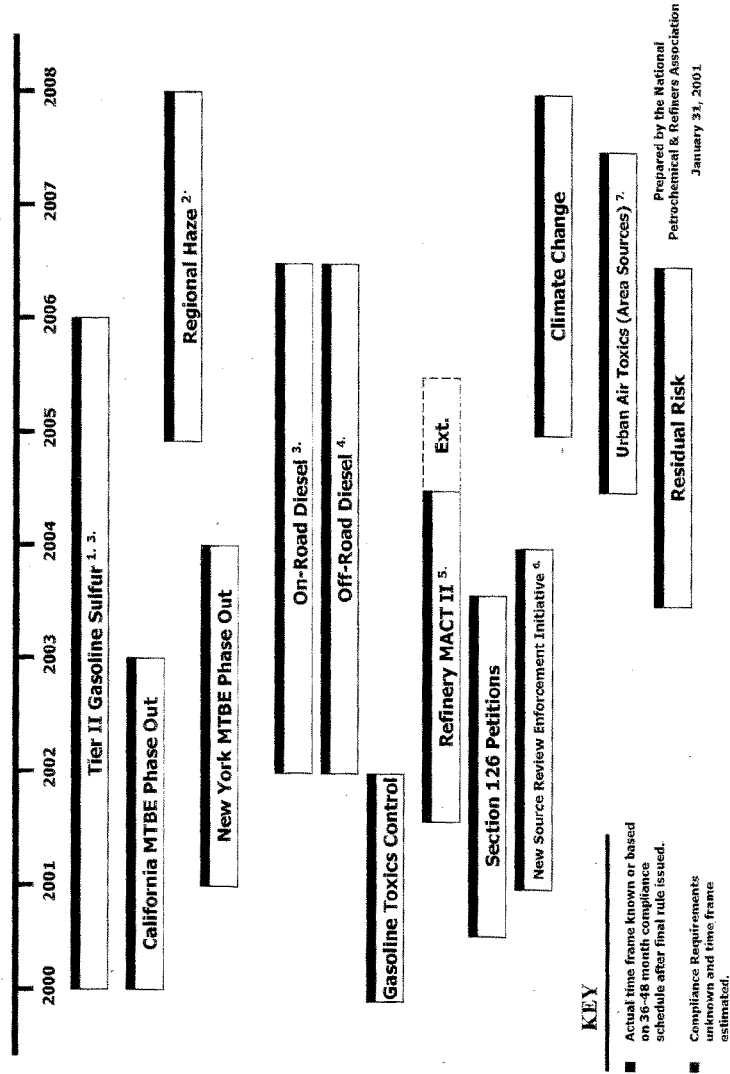 2000 2001 2002 2003 2004 2005 2006 2007 2008
Tier II Gasoline Sulfur 1. 3.
California MTBE Phase Out
Regional Haze 2.
New York MTBE Phase Out
On-Road Diesel 3.
Off-Road Diesel 4.
Gasoline Toxics Control
Refinery MACT II 5.
Ext.
Section 126 Petitions
New Source Review Enforcement Initiative 6.
Climate Change
Urban Air Toxics (Area Sources) 7.
Residual Risk
KEY
Actual time frame known or based
on 36-48 month compliance
schedule after final rule issued.
Compliance Requirements
unknown and time frame
estimated.
Prepared by the National
Petrochemical & Refiners Association
January 31, 2001